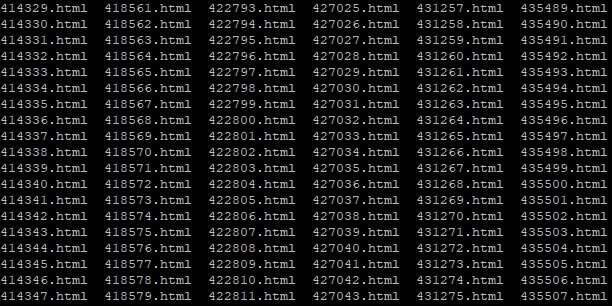 414329.html  418561.html  422793.html  427025.html  431257.html  435489.html
414330.html  418562.html  422794.html  427026.html  431258.html  435490.html
414331.html  418563.html  422795.html  427027.html  431259.html  435491.html
414332.html  418564.html  422796.html  427028.html  431260.html  435492.html
414333.html  418565.html  422797.html  427029.html  431261.html  435493.html
414334.html  418566.html  422798.html  427030.html  431262.html  435494.html
414335.html  418567.html  422799.html  427031.html  431263.html  435495.html
414336.html  418568.html  422800.html  427032.html  431264.html  435496.html
414337.html  418569.html  422801.html  427033.html  431265.html  435497.html
414338.html  418570.html  422802.html  427034.html  431266.html  435498.html
414339.html  418571.html  422803.html  427035.html  431267.html  435499.html
414340.html  418572.html  422804.html  427036.html  431268.html  435500.html
414341.html  418573.html  422805.html  427037.html  431269.html  435501.html
414342.html  418574.html  422806.html  427038.html  431270.html  435502.html
414343.html  418575.html  422807.html  427039.html  431271.html  435503.html
414344.html  418576.html  422808.html  427040.html  431272.html  435504.html
414345.html  418577.html  422809.html  427041.html  431273.html  435505.html
414346.html  418578.html  422810.html  427042.html  431274.html  435506.html
414347.html  418579.html  422811.html  427043.html  431275.html  435507.html